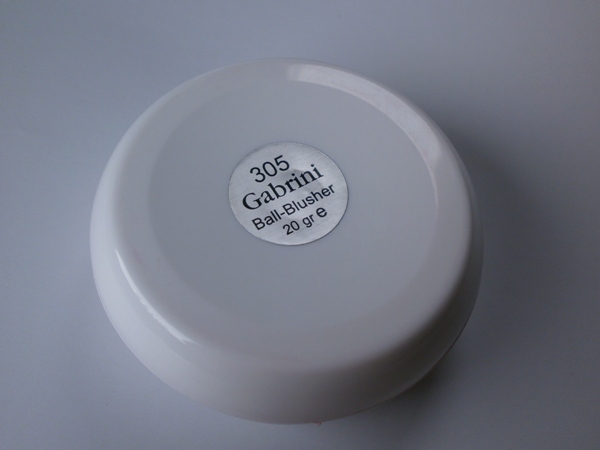 305
Gabrini
Ball-Blusher
20 gr e